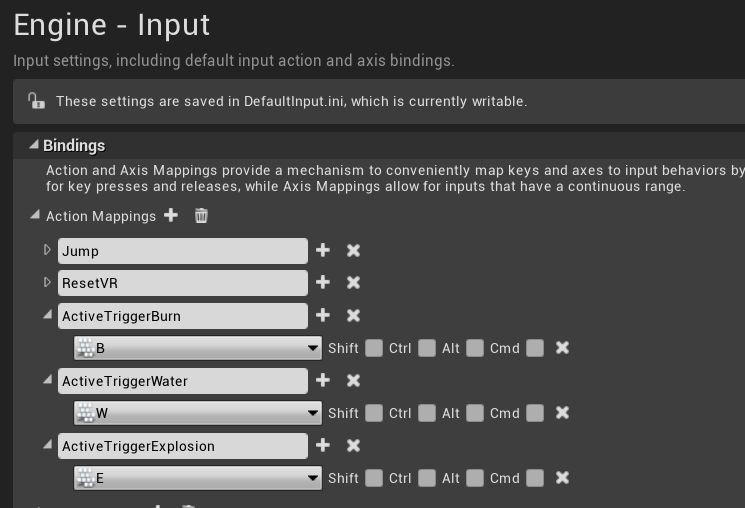 Engine - Input
Input settings, including default input action and axis bindings.
These settings are saved in DefaultInput.ini, which is currently writable.
Bindings
Action and Axis Mappings provide a mechanism to conveniently map keys and axes to input behaviors by
for key presses and releases, while Axis Mappings allow for inputs that have a continuous range.
Action Mappings
Jump
ResetVR
ActiveTriggerBurn
B Shift Ctrl Alt Cmd
ActiveTriggerWater
W Shift Ctrl Alt Cmd
ActiveTriggerExplosion
E Shift Ctrl Alt Cmd